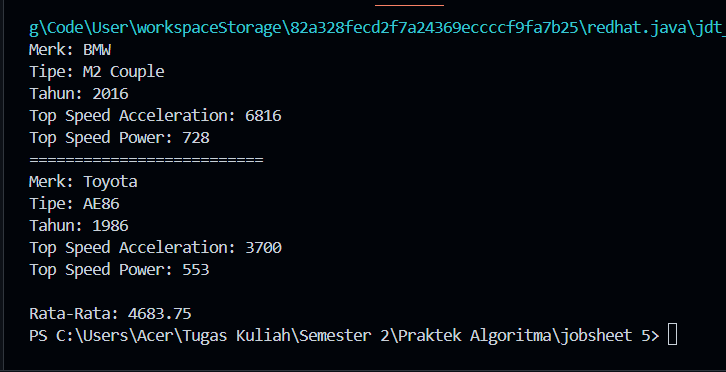 g\Code\User\workspaceStorage\82a328fecd2f7a24369eccccf9fa7b25\redhat.java\jdt_
Merk: BMW
Tipe: M2 Couple
Tahun: 2016
Top Speed Acceleration: 6816
Top Speed Power: 728
==========================
Merk: Toyota
Tipe: AE86
Tahun: 1986
Top Speed Acceleration: 3700
Top Speed Power: 553
Rata-Rata: 4683.75
PS C:\Users\Acer\Tugas Kuliah\Semester 2\Praktek Algoritma\jobsheet 5>